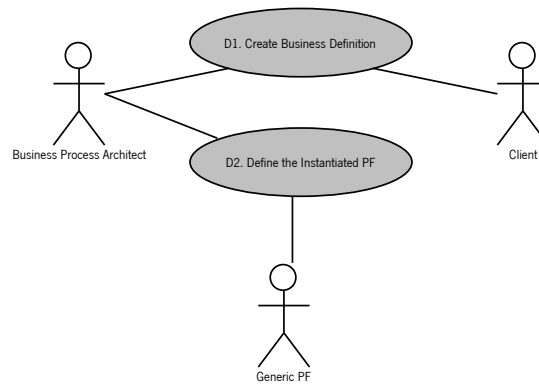 D1. Create Business Definition
Business Process Architect
Client
D2. Define the Instantiated PF
Generic PF